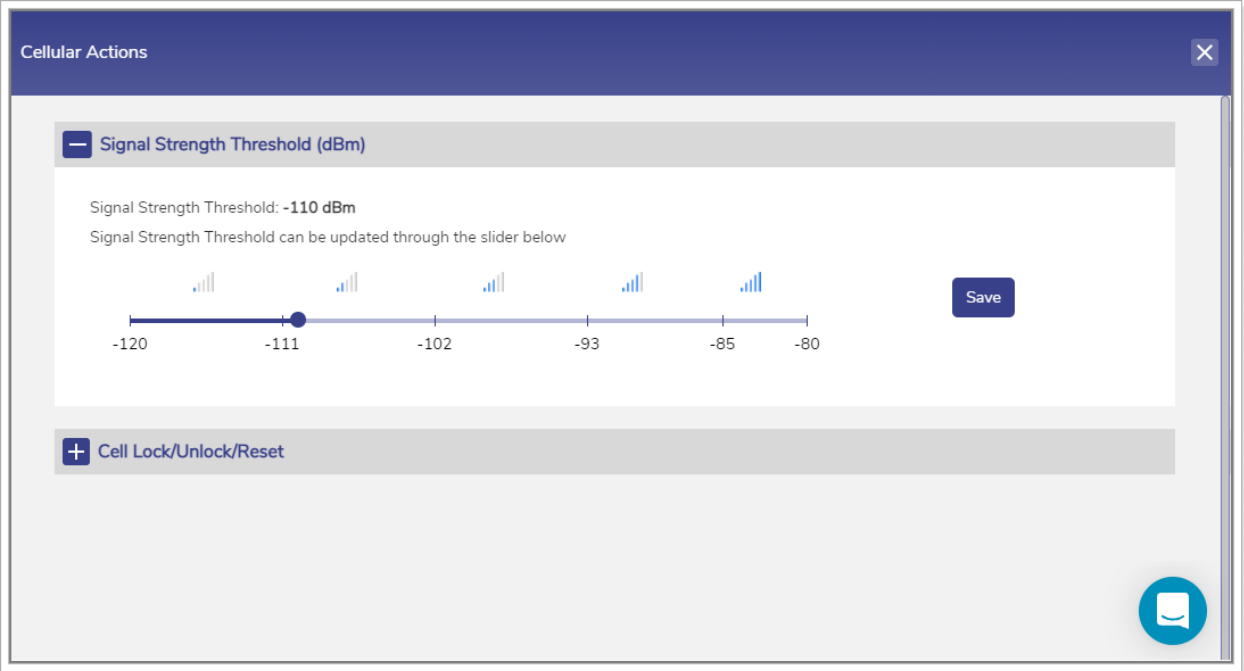 Cellular Actions
Signal Strength Threshold (dBm)
Signal Strength Threshold: -110 dBm
Signal Strength Threshold can be updated through the slider below
Save
-120 -111 -102 -93 -85 -80
Cell Lock/Unlock/Reset